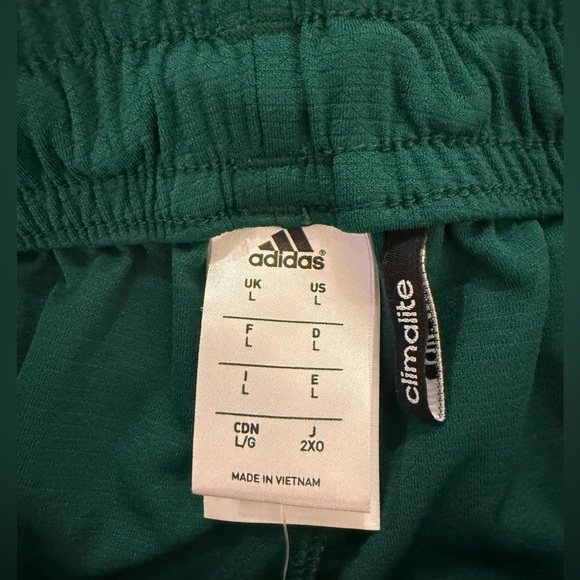 adidas®
UK US
L L
F D
L L
I E
L L
CDN J
L/G 2XO
MADE IN VIETNAM
climalite